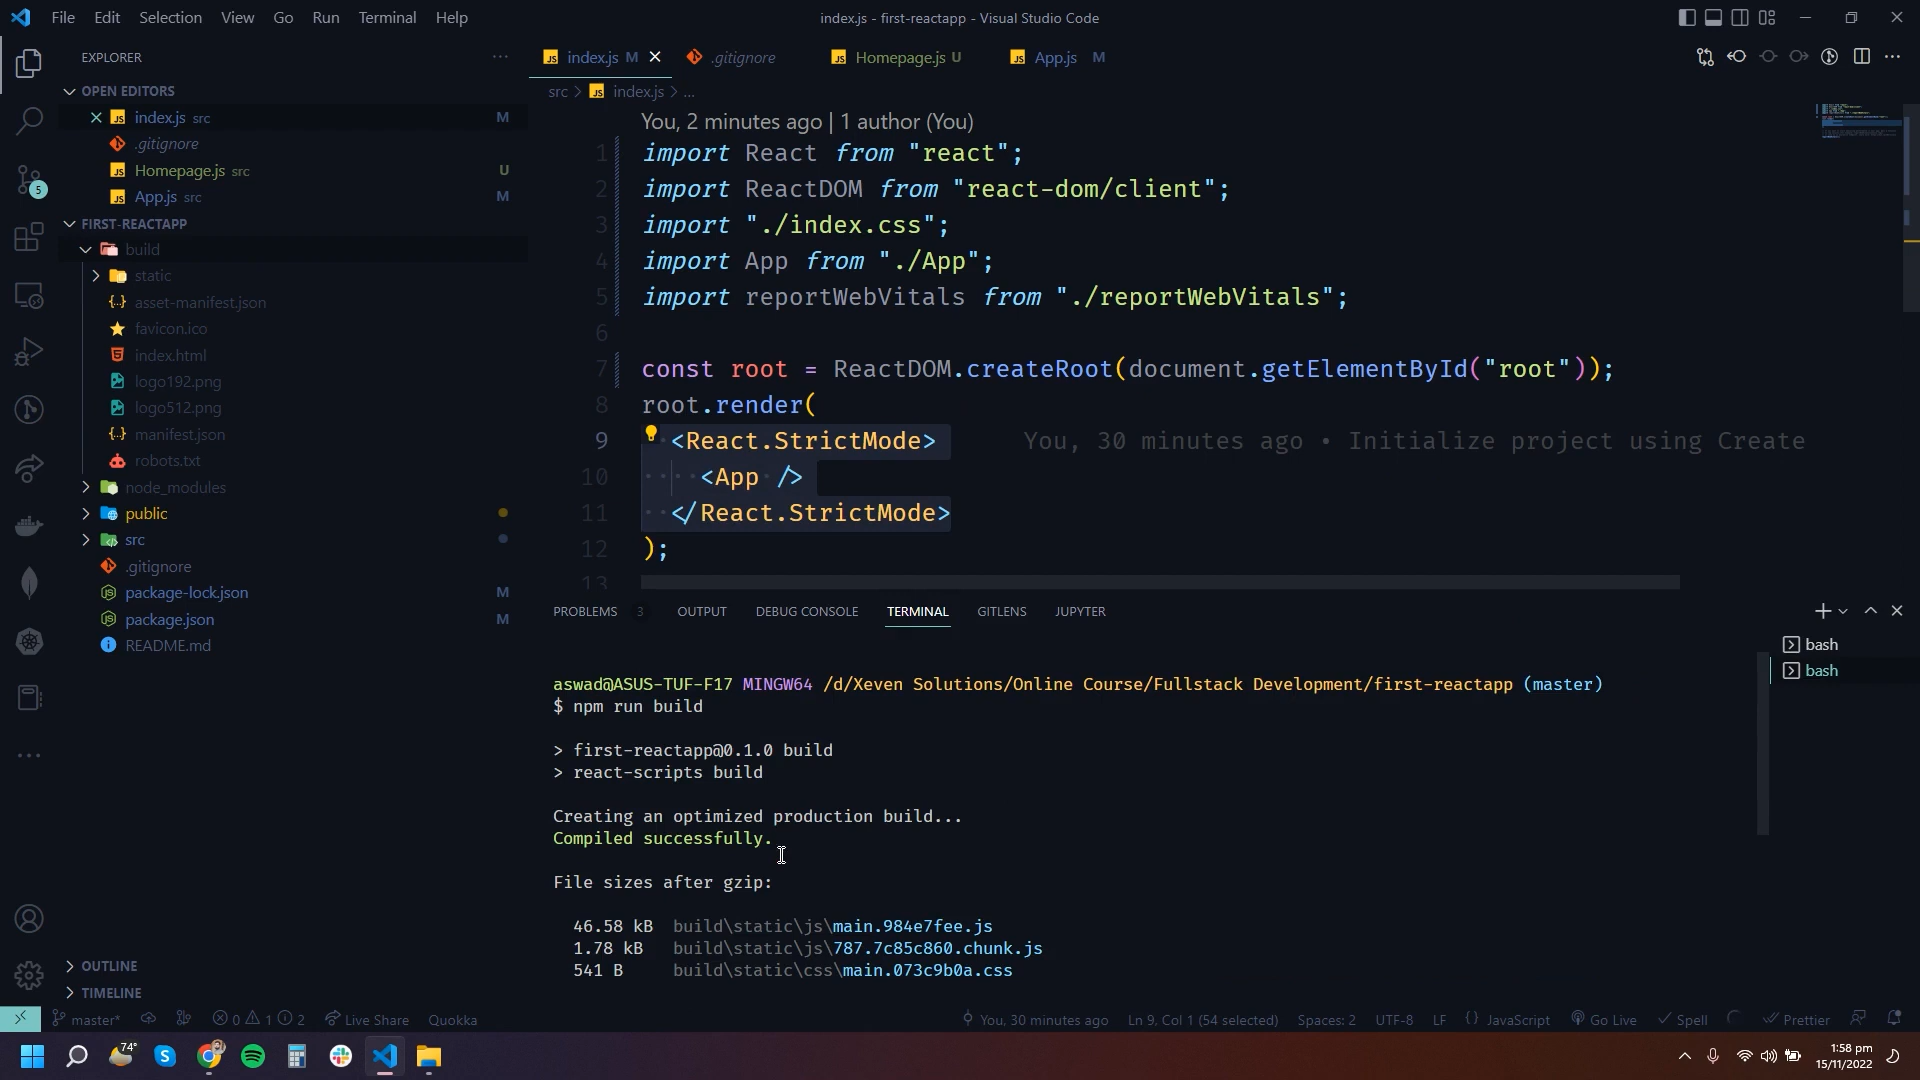 File Edit Selection View Go Run Terminal Help
index.js - first-reactapp - Visual Studio Code
EXPLORER
index.js M
.gitignore
Homepage.js U
App.js M
OPEN EDITORS
index.js src M
.gitignore
Homepage.js src U
App.js src M
FIRST-REACTAPP
build
static
asset-manifest.json
favicon.ico
index.html
logo192.png
logo512.png
manifest.json
robots.txt
node_modules
public
src
.gitignore
package-lock.json M
package.json M
README.md
OUTLINE
TIMELINE
5
src > index.js > ...
You, 2 minutes ago | 1 author (You)
1 import React from "react";
2 import ReactDOM from "react-dom/client";
3 import "./index.css";
4 import App from "./App";
5 import reportWebVitals from "./reportWebVitals";
6
7 const root = ReactDOM.createRoot(document.getElementById("root"));
8 root.render(
9 <React.StrictMode> You, 30 minutes ago • Initialize project using Create
10 <App />
11 </React.StrictMode>
12 );
13
PROBLEMS 3 OUTPUT DEBUG CONSOLE TERMINAL GITLENS JUPYTER
bash
bash
aswad@ASUS-TUF-F17 MINGW64 /d/Xeven Solutions/Online Course/Fullstack Development/first-reactapp (master)
$ npm run build
> first-reactapp@0.1.0 build
> react-scripts build
Creating an optimized production build...
Compiled successfully.
File sizes after gzip:
46.58 kB build\static\js\main.984e7fee.js
1.78 kB build\static\js\787.7c85c860.chunk.js
541 B build\static\css\main.073c9b0a.css
master* 0 1 2 Live Share Quokka You, 30 minutes ago Ln 9, Col 1 (54 selected) Spaces: 2 UTF-8 LF {} JavaScript Go Live Spell Prettier
74°
1:58 pm
15/11/2022